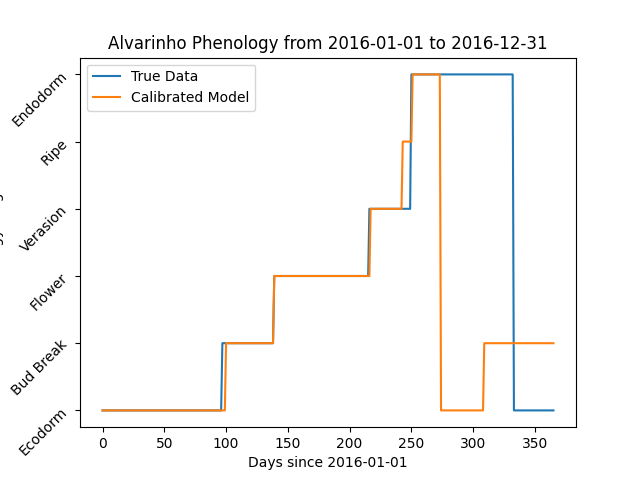 Alvarinho Phenology from 2016-01-01 to 2016-12-31
True Data
Calibrated Model
Endodorm
Ripe
Verasion
Flower
Bud Break
Ecodorm
0 50 100 150 200 250 300 350
Days since 2016-01-01